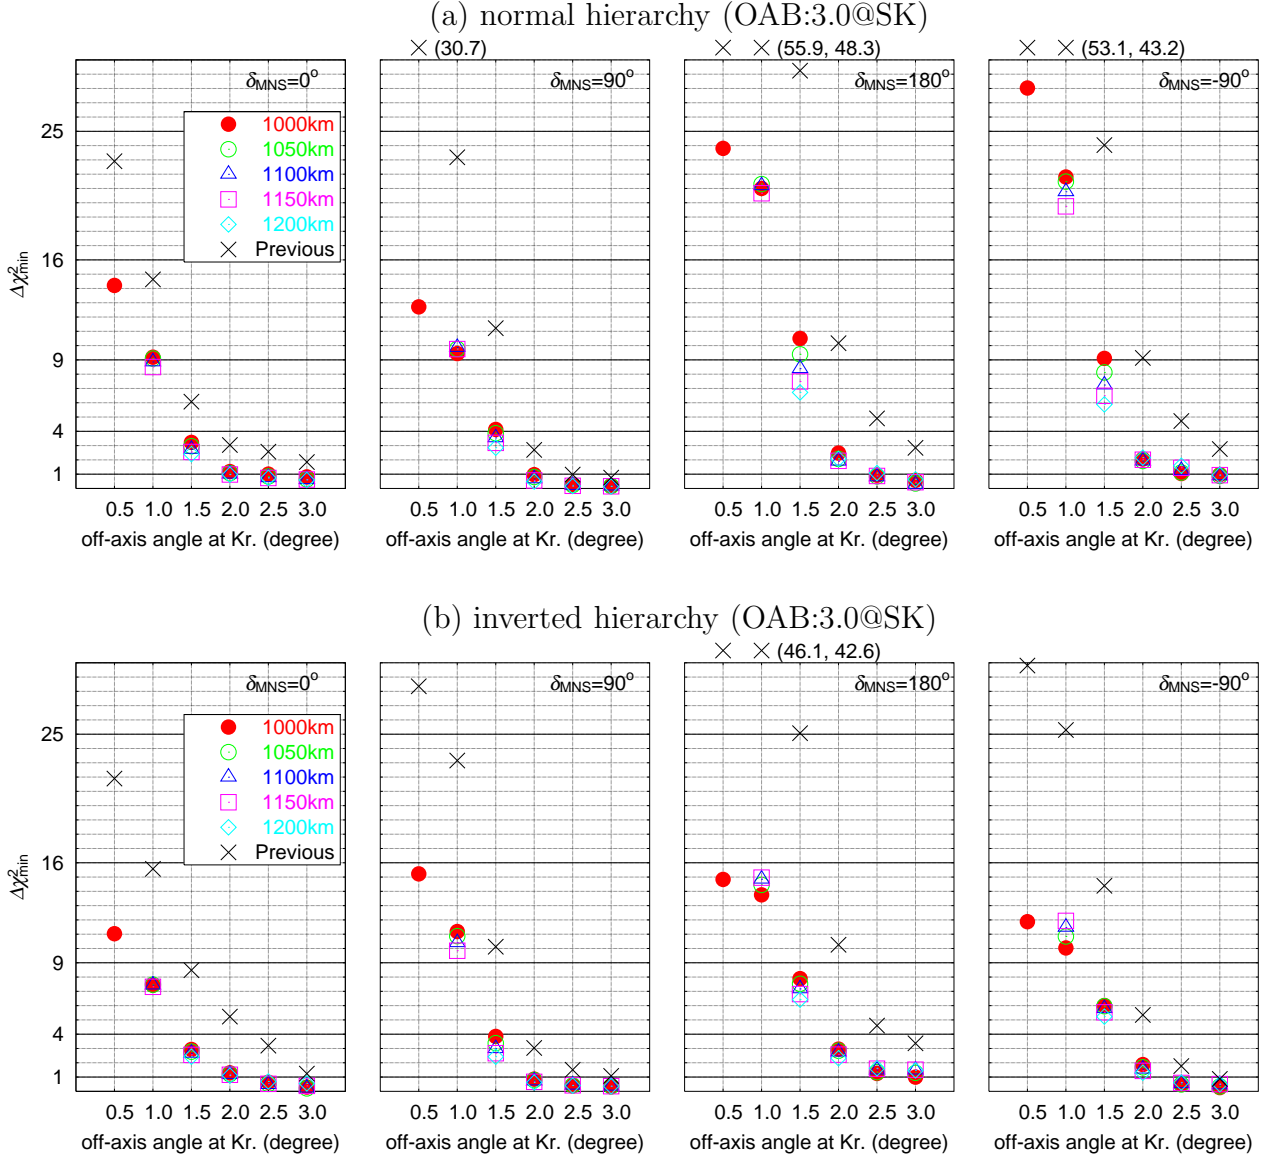 (a) normal hierarchy (OAB:3.0@SK)
(30.7)
(55.9, 48.3)
(53.1, 43.2)
δMNS=0°
δMNS=90°
δMNS=180°
δMNS=-90°
1000km
1050km
1100km
1150km
1200km
Previous
25
16
9
4
1
Δχ²min
0.5 1.0 1.5 2.0 2.5 3.0
0.5 1.0 1.5 2.0 2.5 3.0
0.5 1.0 1.5 2.0 2.5 3.0
0.5 1.0 1.5 2.0 2.5 3.0
off-axis angle at Kr. (degree)
off-axis angle at Kr. (degree)
off-axis angle at Kr. (degree)
off-axis angle at Kr. (degree)
(b) inverted hierarchy (OAB:3.0@SK)
(46.1, 42.6)
δMNS=0°
δMNS=90°
δMNS=180°
δMNS=-90°
1000km
1050km
1100km
1150km
1200km
Previous
25
16
9
4
1
Δχ²min
0.5 1.0 1.5 2.0 2.5 3.0
0.5 1.0 1.5 2.0 2.5 3.0
0.5 1.0 1.5 2.0 2.5 3.0
0.5 1.0 1.5 2.0 2.5 3.0
off-axis angle at Kr. (degree)
off-axis angle at Kr. (degree)
off-axis angle at Kr. (degree)
off-axis angle at Kr. (degree)